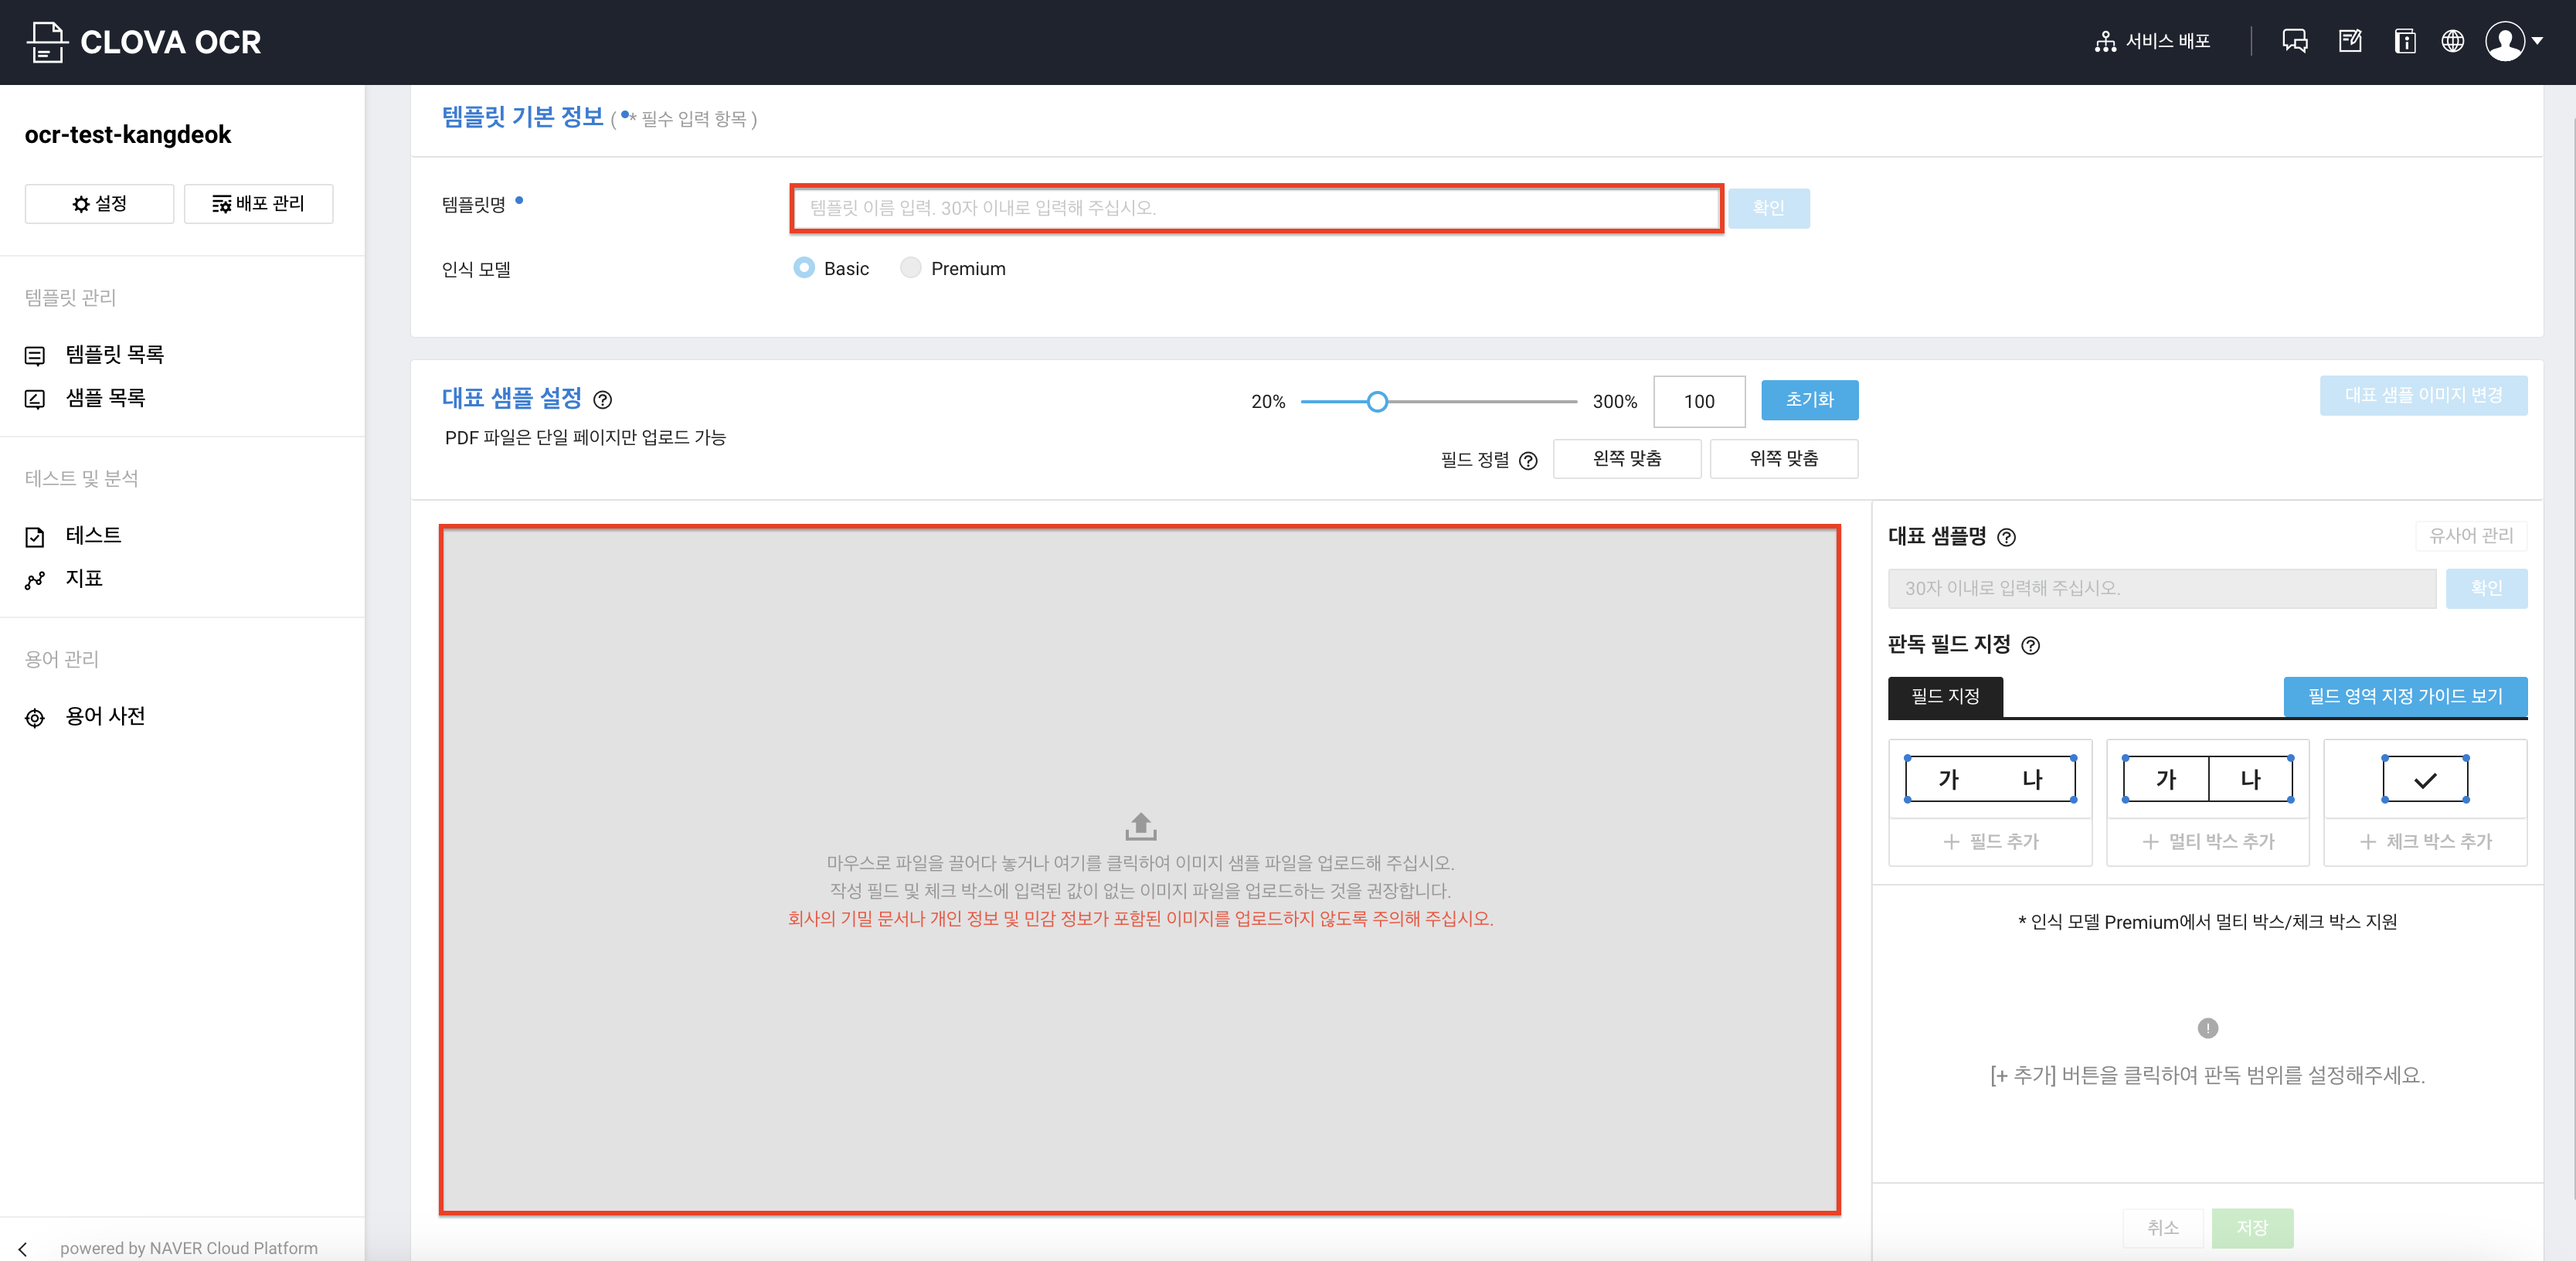 CLOVA OCR
서비스 배포
ocr-test-kangdeok
설정
배포 관리
템플릿 관리
템플릿 목록
샘플 목록
테스트 및 분석
테스트
지표
용어 관리
용어 사전
powered by NAVER Cloud Platform
템플릿 기본 정보 ( •* 필수 입력 항목 )
템플릿명 •
템플릿 이름 입력. 30자 이내로 입력해 주십시오.
확인
인식 모델
Basic
Premium
대표 샘플 설정 ?
PDF 파일은 단일 페이지만 업로드 가능
20%
300%
100
초기화
대표 샘플 이미지 변경
필드 정렬 ?
왼쪽 맞춤
위쪽 맞춤
마우스로 파일을 끌어다 놓거나 여기를 클릭하여 이미지 샘플 파일을 업로드해 주십시오.
작성 필드 및 체크 박스에 입력된 값이 없는 이미지 파일을 업로드하는 것을 권장합니다.
회사의 기밀 문서나 개인 정보 및 민감 정보가 포함된 이미지를 업로드하지 않도록 주의해 주십시오.
대표 샘플명 ?
유사어 관리
30자 이내로 입력해 주십시오.
확인
판독 필드 지정 ?
필드 지정
필드 영역 지정 가이드 보기
가 나
가 나
+ 필드 추가
+ 멀티 박스 추가
+ 체크 박스 추가
* 인식 모델 Premium에서 멀티 박스/체크 박스 지원
!
[+ 추가] 버튼을 클릭하여 판독 범위를 설정해주세요.
취소
저장